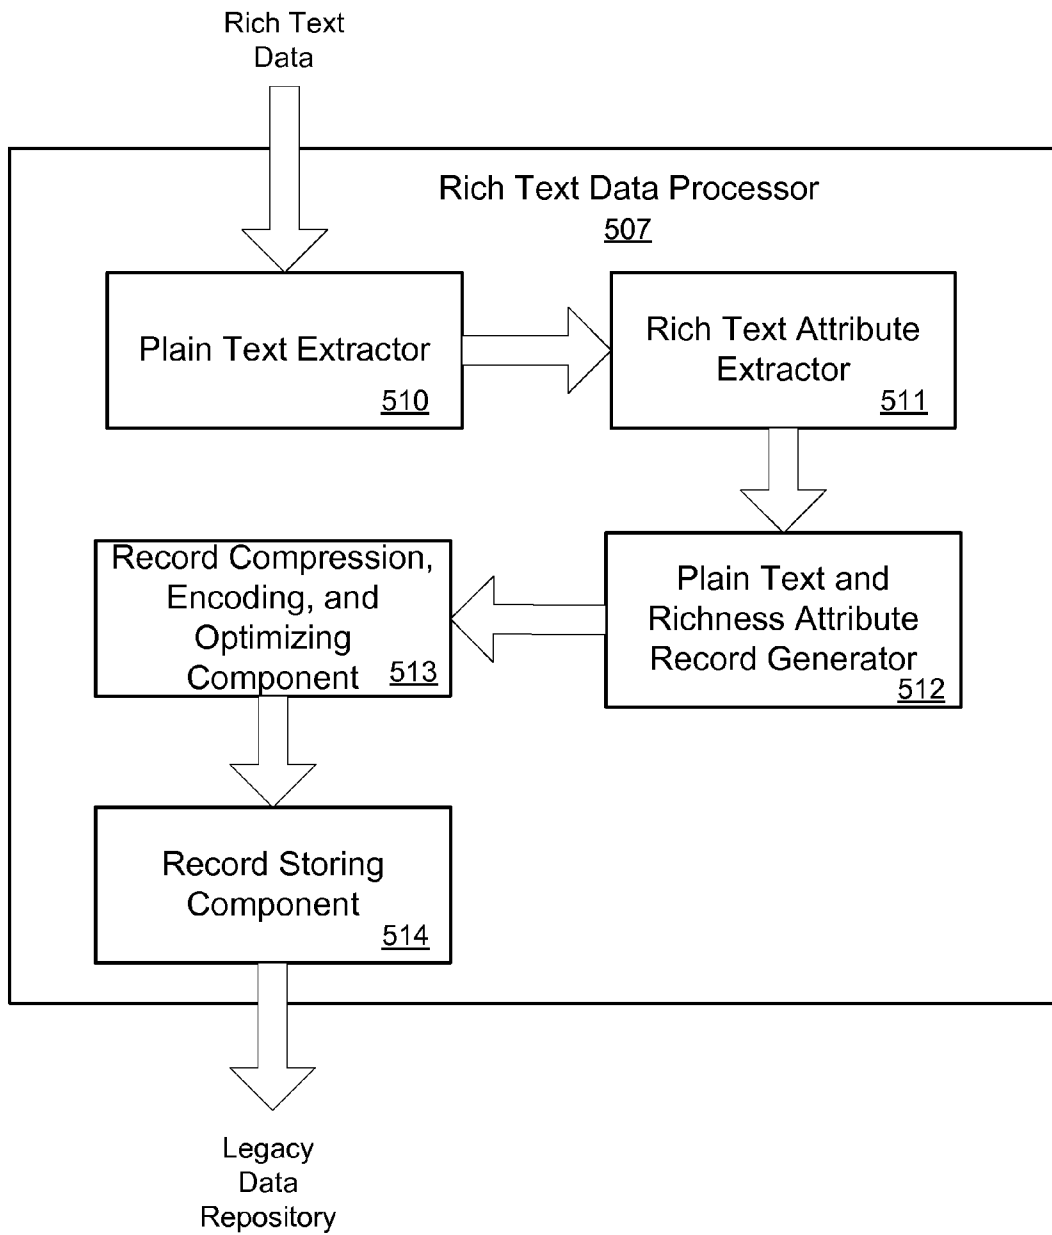 Rich Text
Data
Rich Text Data Processor
507
Plain Text Extractor
510
Rich Text Attribute
Extractor
511
Plain Text and
Richness Attribute
Record Generator
512
Record Compression,
Encoding, and
Optimizing
Component
513
Record Storing
Component
514
Legacy
Data
Repository